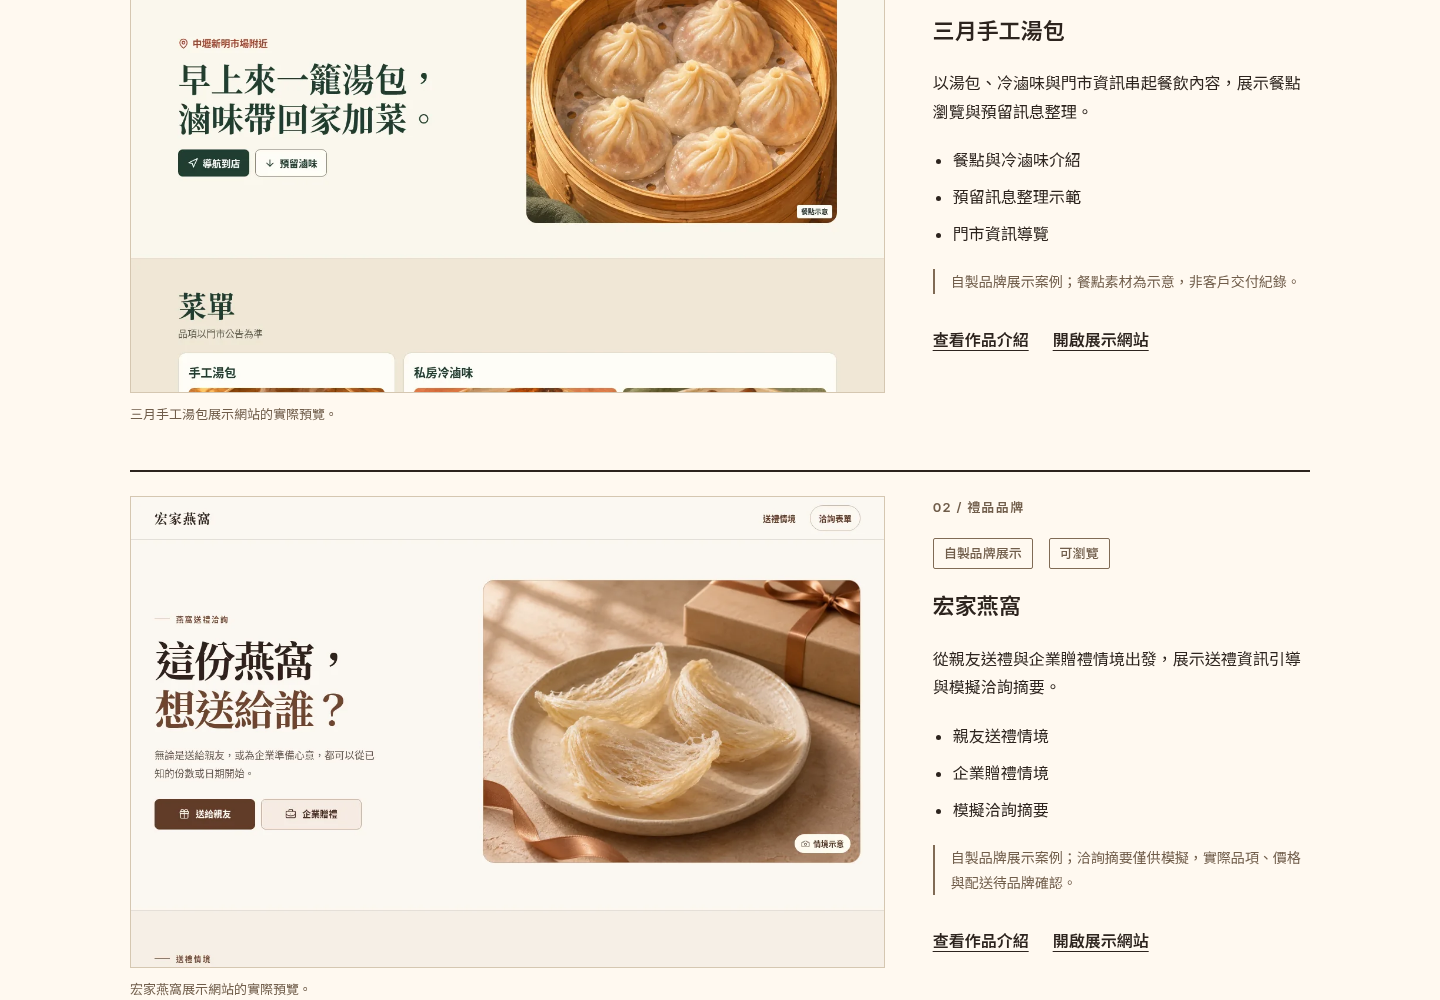 中壢新明市場附近
早上來一籠湯包，
滷味帶回家加菜。
導航到店
預留滷味
餐點示意
菜單
品項以門市公告為準
手工湯包
私房冷滷味
三月手工湯包展示網站的實際預覽。
三月手工湯包
以湯包、冷滷味與門市資訊串起餐飲內容，展示餐點
瀏覽與預留訊息整理。
餐點與冷滷味介紹
預留訊息整理示範
門市資訊導覽
自製品牌展示案例；餐點素材為示意，非客戶交付紀錄。
查看作品介紹
開啟展示網站
宏家燕窩
送禮情境
洽詢表單
燕窩送禮洽詢
這份燕窩，
想送給誰？
無論是送給親友，或為企業準備心意，都可以從已
知的份數或日期開始。
送給親友
企業贈禮
情境示意
送禮情境
宏家燕窩展示網站的實際預覽。
02 / 禮品品牌
自製品牌展示
可瀏覽
宏家燕窩
從親友送禮與企業贈禮情境出發，展示送禮資訊引導
與模擬洽詢摘要。
親友送禮情境
企業贈禮情境
模擬洽詢摘要
自製品牌展示案例；洽詢摘要僅供模擬，實際品項、價格
與配送待品牌確認。
查看作品介紹
開啟展示網站